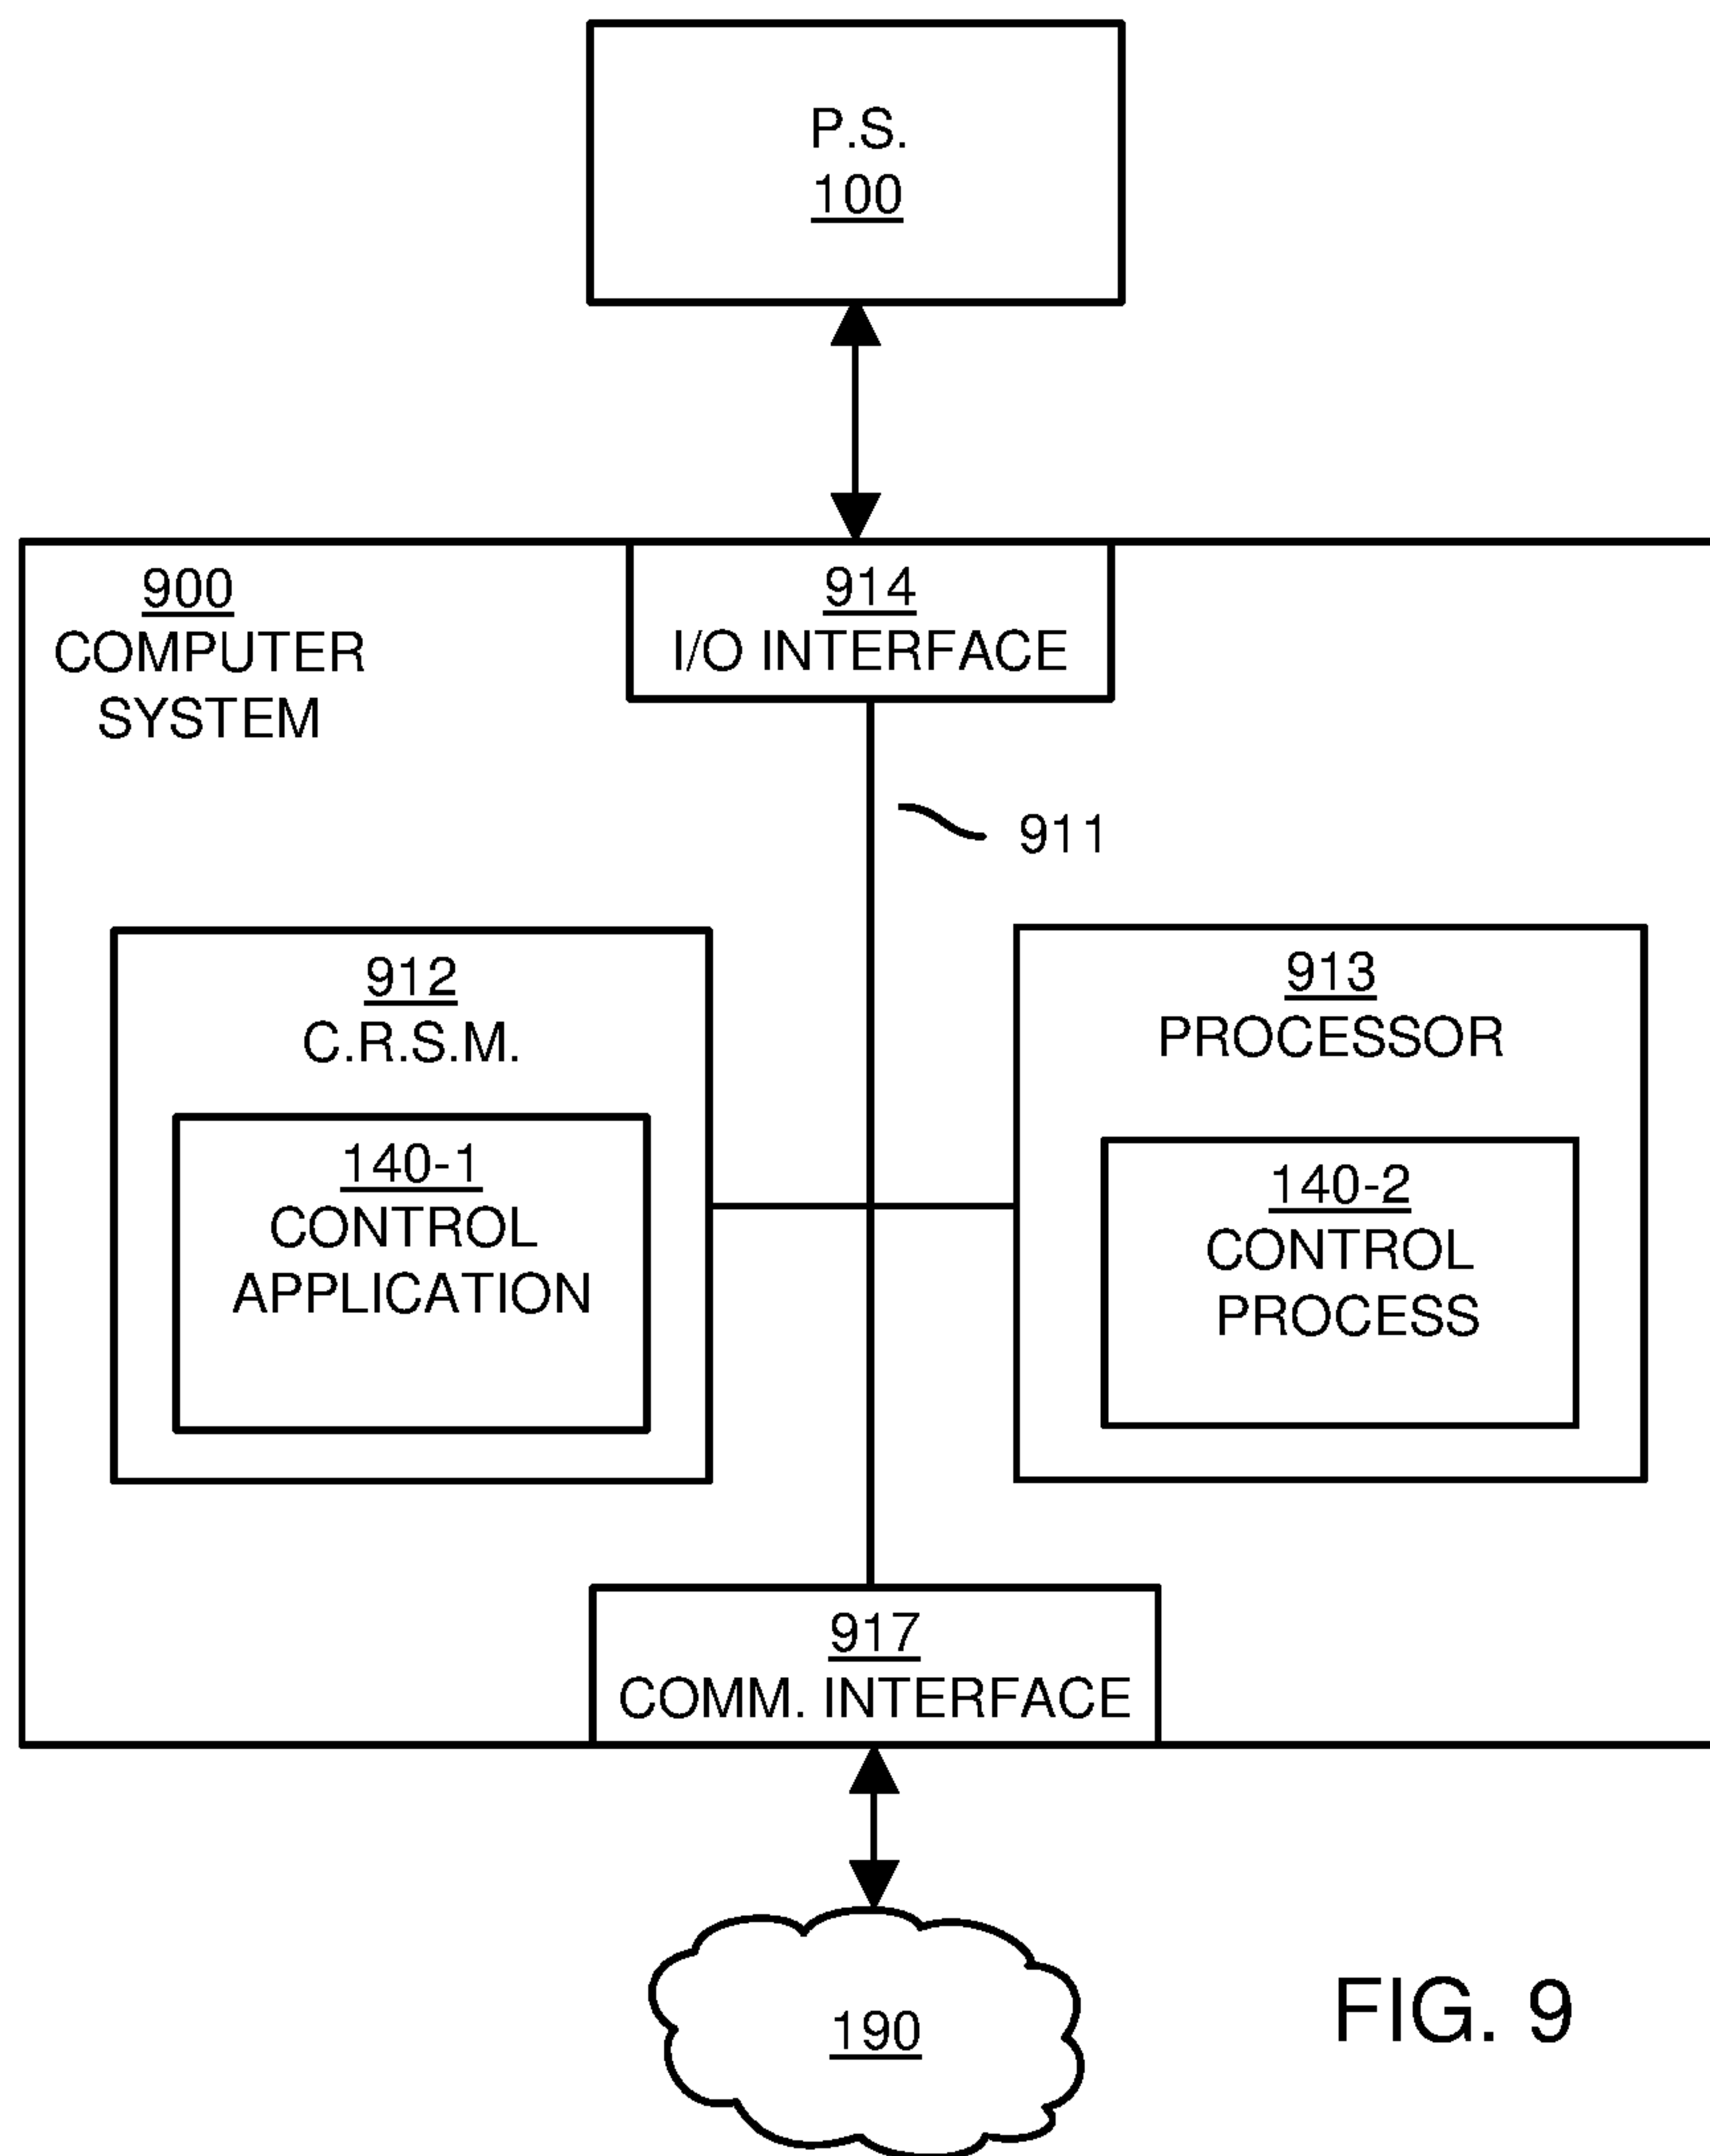 P.S.
100
900
COMPUTER
SYSTEM
914
I/O INTERFACE
911
912
C.R.S.M.
140-1
CONTROL
APPLICATION
913
PROCESSOR
140-2
CONTROL
PROCESS
917
COMM. INTERFACE
190
FIG. 9